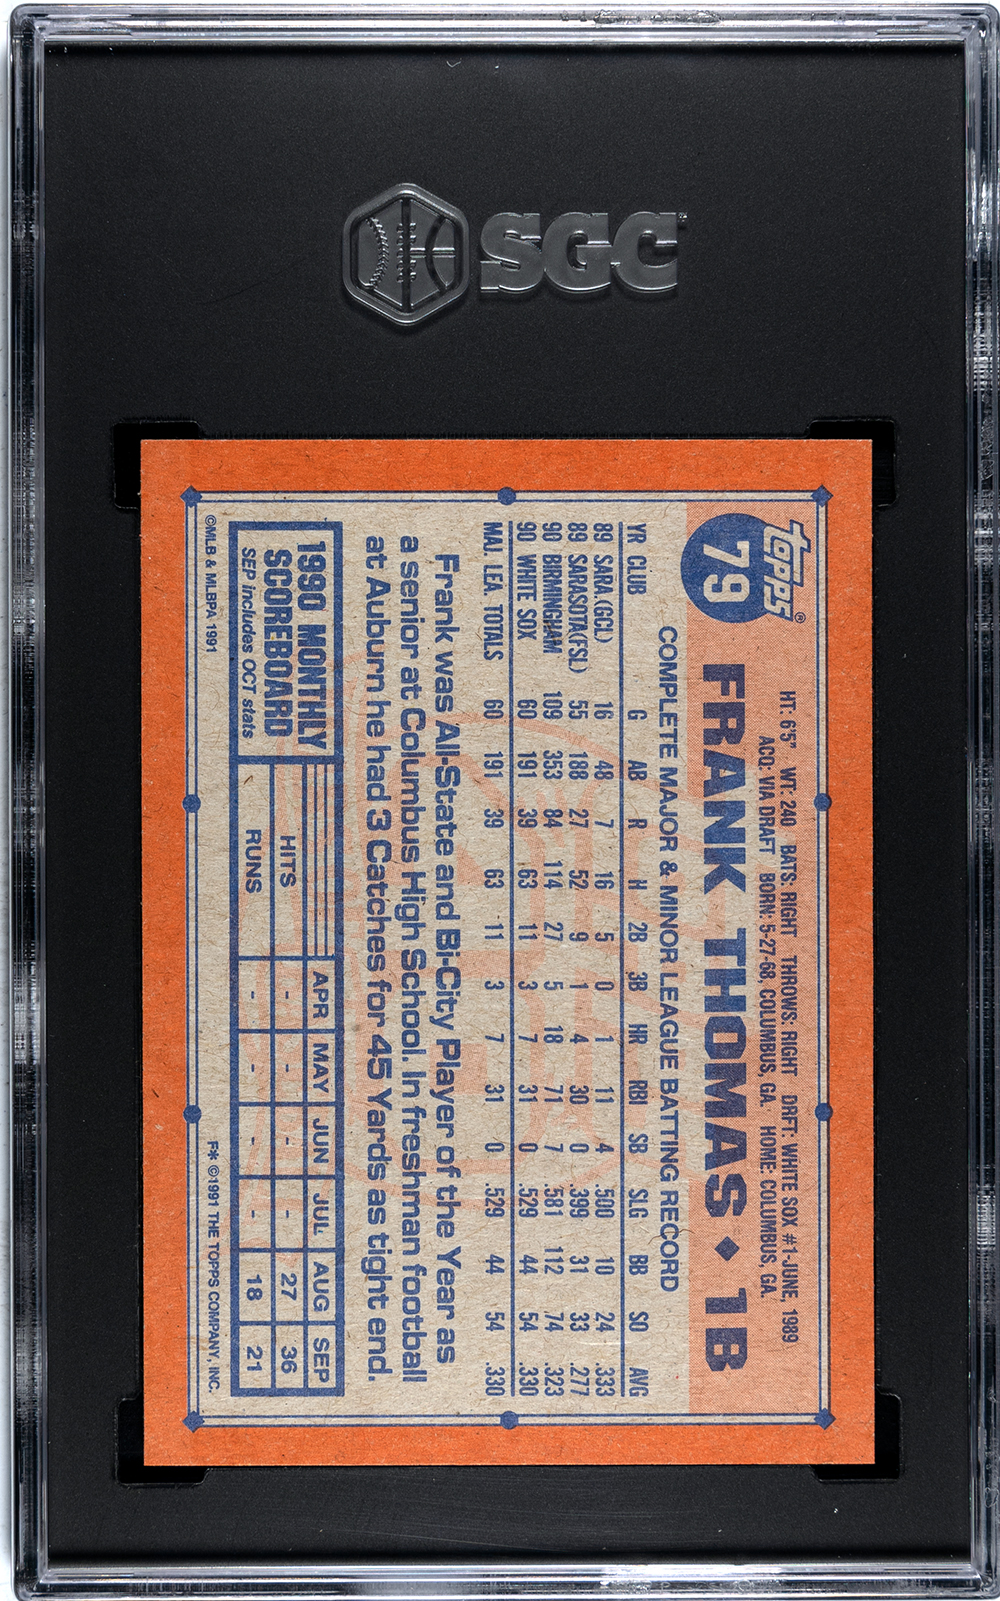 SGC
topps®
79
HT: 6'5" WT: 240 BATS: RIGHT THROWS: RIGHT DRFT: WHITE SOX #1-JUNE, 1989
ACQ: VIA DRAFT BORN: 5-27-68, COLUMBUS, GA. HOME: COLUMBUS, GA.
FRANK THOMAS ◆ 1B
COMPLETE MAJOR & MINOR LEAGUE BATTING RECORD
YR CLUB G AB R H 2B 3B HR RBI SB SLG BB SO AVG
89 SARA.(GCL) 16 48 7 16 5 0 1 11 4 .500 10 24 .333
89 SARASOTA(FSL) 55 188 27 52 9 1 4 30 0 .399 31 33 .277
90 BIRMINGHAM 109 353 84 114 27 5 18 71 7 .581 112 74 .323
90 WHITE SOX 60 191 39 63 11 3 7 31 0 .529 44 54 .330
MAJ. LEA. TOTALS 60 191 39 63 11 3 7 31 0 .529 44 54 .330
Frank was All-State and Bi-City Player of the Year as
a senior at Columbus High School. In freshman football
at Auburn he had 3 Catches for 45 Yards as tight end.
1990 MONTHLY
SCOREBOARD
SEP includes OCT stats
APR MAY JUN JUL AUG SEP
HITS - - - - 27 36
RUNS - - - - 18 21
©MLB & MLBPA 1991
F* ©1991 THE TOPPS COMPANY, INC.